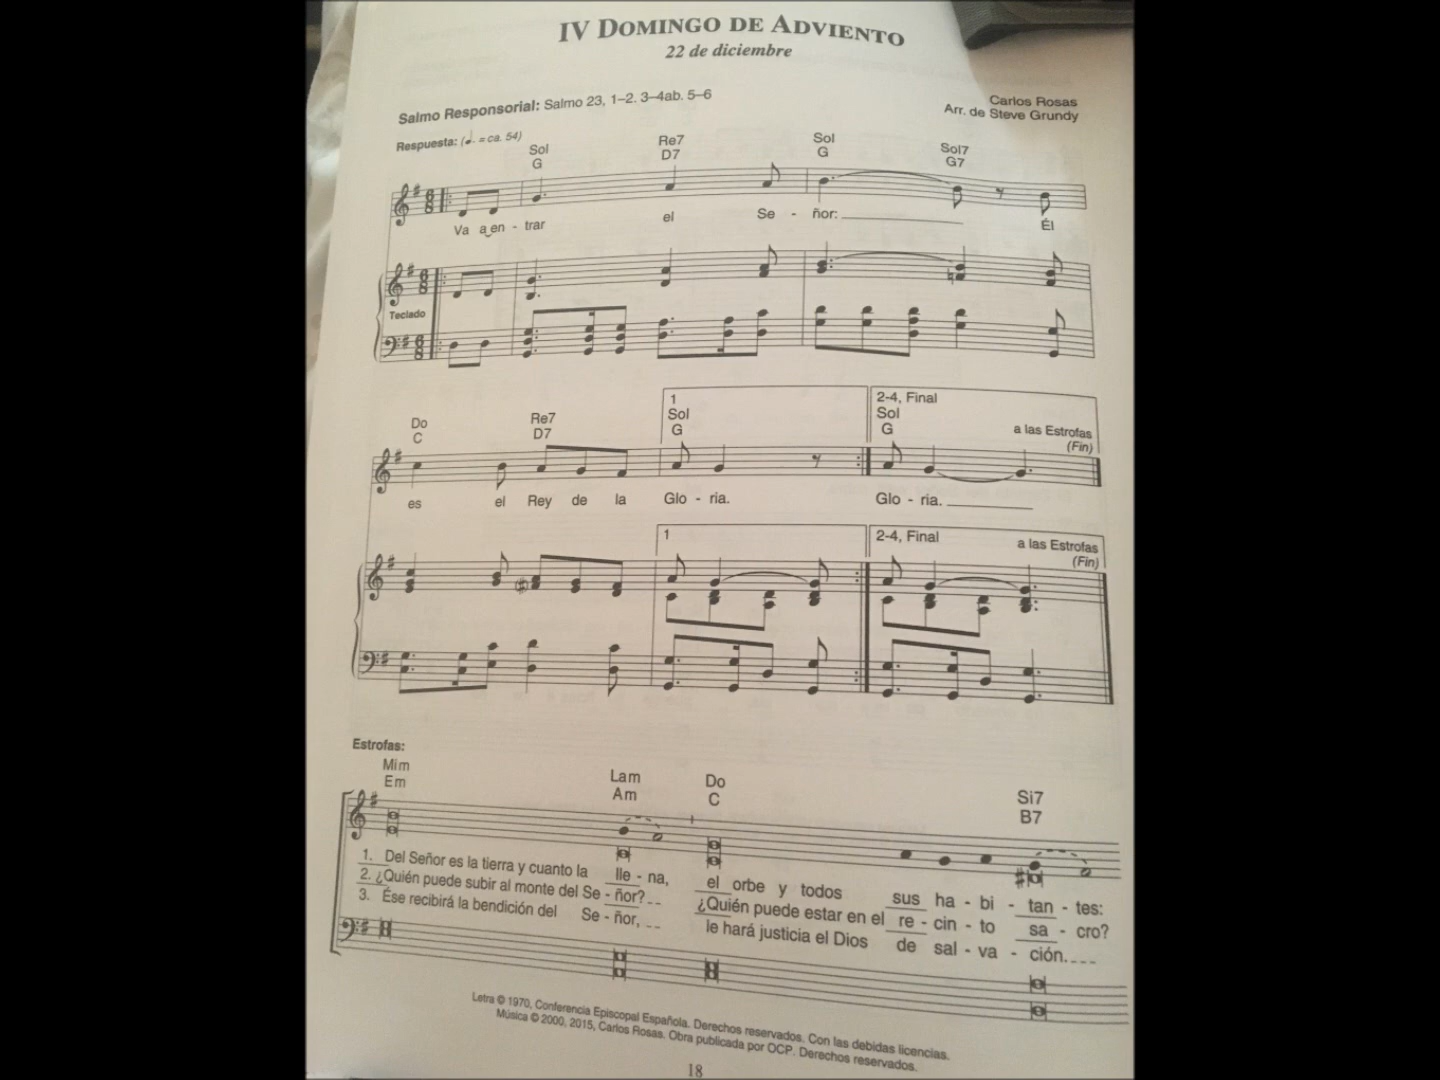 IV DOMINGO DE ADVIENTO
22 de diciembre
Salmo Responsorial: Salmo 23, 1–2. 3–4ab. 5–6
Carlos Rosas
Arr. de Steve Grundy
Respuesta: (♩. = ca. 54)
Sol Re7 Sol Sol7
G D7 G G7
6 8
Va a en - trar el Se - ñor: Él
6 8
Teclado
6 8
1 2-4, Final
Do Re7 Sol Sol a las Estrofas
C D7 G G (Fin)
es el Rey de la Glo - ria. Glo - ria.
1 2-4, Final a las Estrofas
(Fin)
Estrofas:
Mim Lam Do Si7
Em Am C B7
1. Del Señor es la tierra y cuanto la lle - na, el orbe y todos sus ha - bi - tan - tes:
2. ¿Quién puede subir al monte del Se - ñor? ¿Quién puede estar en el re - cin - to sa - cro?
3. Ése recibirá la bendición del Se - ñor, le hará justicia el Dios de sal - va - ción.
Letra © 1970, Conferencia Episcopal Española. Derechos reservados. Con las debidas licencias.
Música © 2000, 2015, Carlos Rosas. Obra publicada por OCP. Derechos reservados.
18